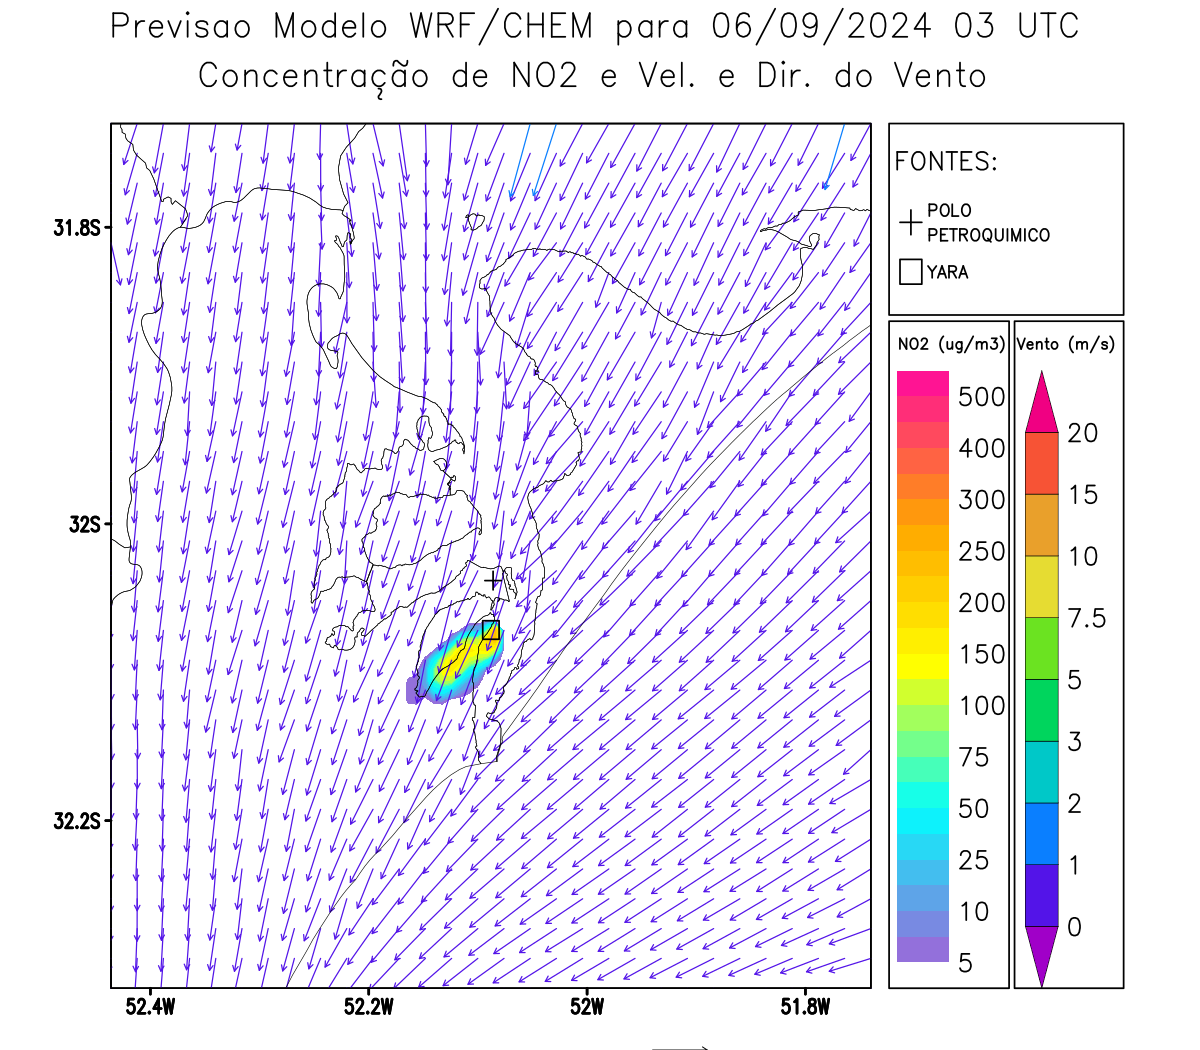 Previsao Modelo WRF/CHEM para 06/09/2024 03 UTC
Concentração de NO2 e Vel. e Dir. do Vento
FONTES:
POLO
PETROQUIMICO
YARA
NO2 (ug/m3)
500
400
300
250
200
150
100
75
50
25
10
5
Vento (m/s)
20
15
10
7.5
5
3
2
1
0
31.8S
32S
32.2S
52.4W
52.2W
52W
51.8W